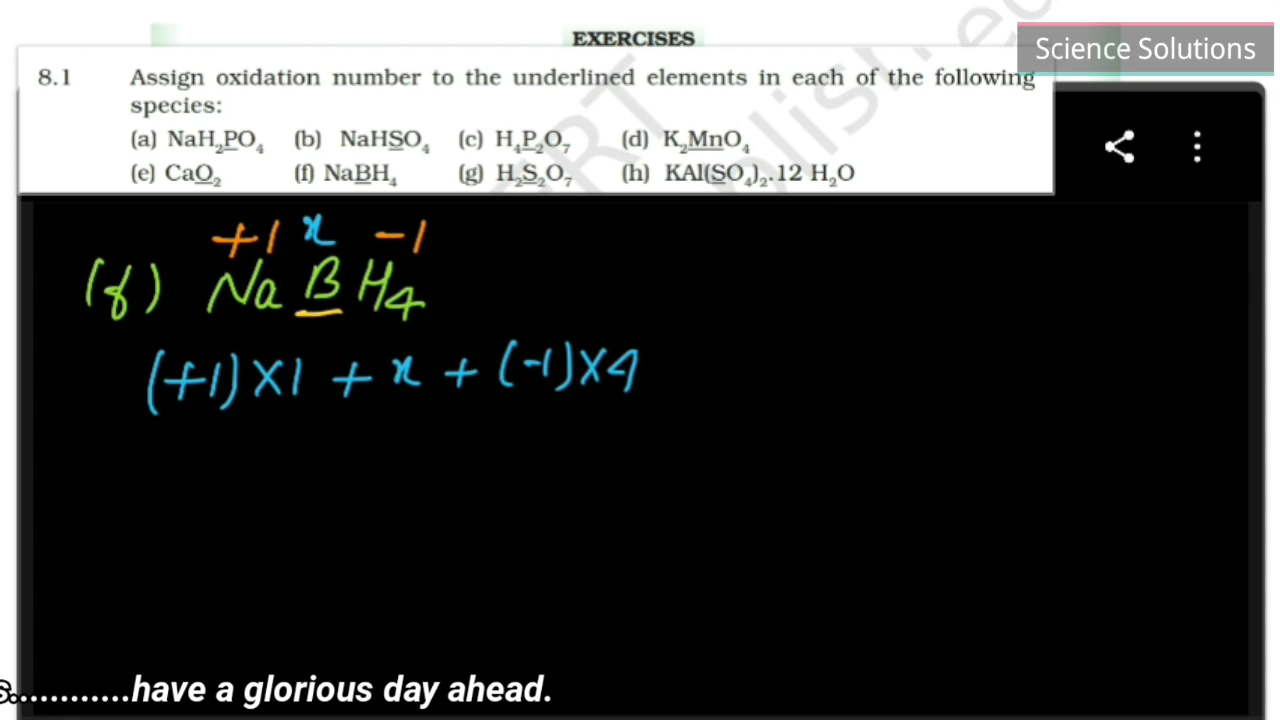 EXERCISES
Science Solutions
8.1 Assign oxidation number to the underlined elements in each of the following
species:
(a) NaH₂PO₄ (b) NaHSO₄ (c) H₄P₂O₇ (d) K₂MnO₄
(e) CaO₂ (f) NaBH₄ (g) H₂S₂O₇ (h) KAl(SO₄)₂.12 H₂O
+1 x -1
(f) NaBH4
(+1)×1 + x + (-1)×4
............have a glorious day ahead.